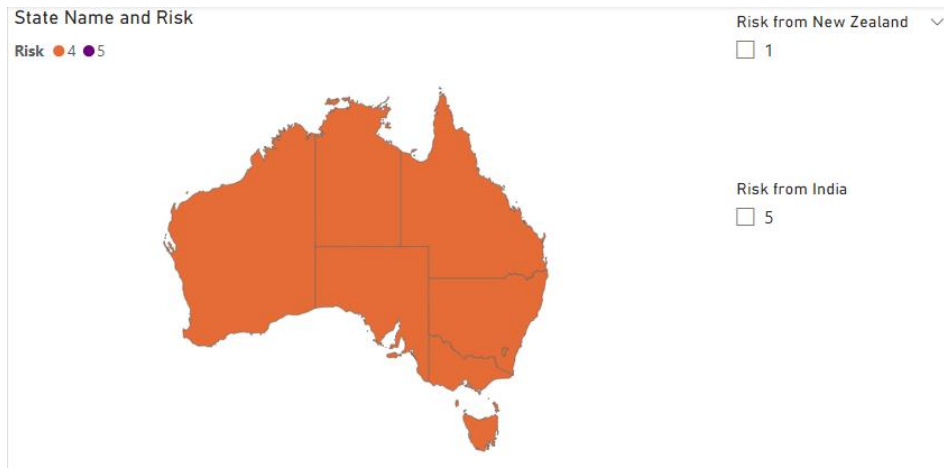 State Name and Risk
Risk 4 5
Risk from New Zealand
1
Risk from India
5